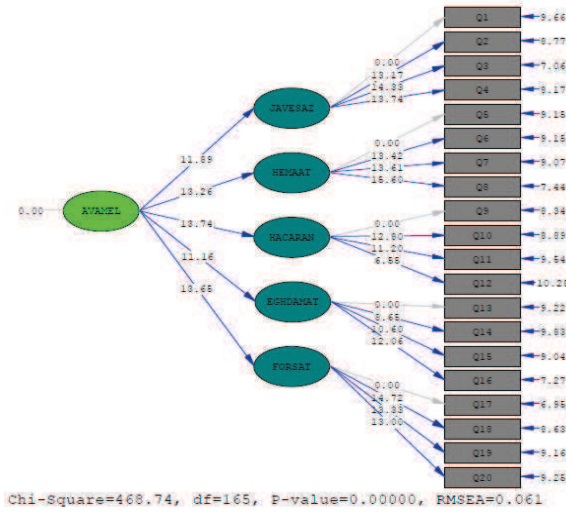 Q1 9.66
Q2 8.77
Q3 7.06
Q4 8.17
Q5 9.15
Q6 9.15
Q7 9.07
Q8 7.44
Q9 8.34
Q10 8.89
Q11 9.54
Q12 10.28
Q13 9.22
Q14 9.83
Q15 9.04
Q16 7.27
Q17 6.95
Q18 8.63
Q19 9.16
Q20 9.25
0.00
13.17
14.33
13.74
JAVESAZ
0.00
13.42
13.61
15.60
HEMAAT
0.00
12.80
11.20
6.55
HACARAN
0.00
8.65
10.60
12.06
EGHDAMAT
0.00
14.72
13.33
13.00
FORSAT
11.89
13.26
13.74
11.16
13.65
0.00 AVAMEL
Chi-Square=468.74, df=165, P-value=0.00000, RMSEA=0.061